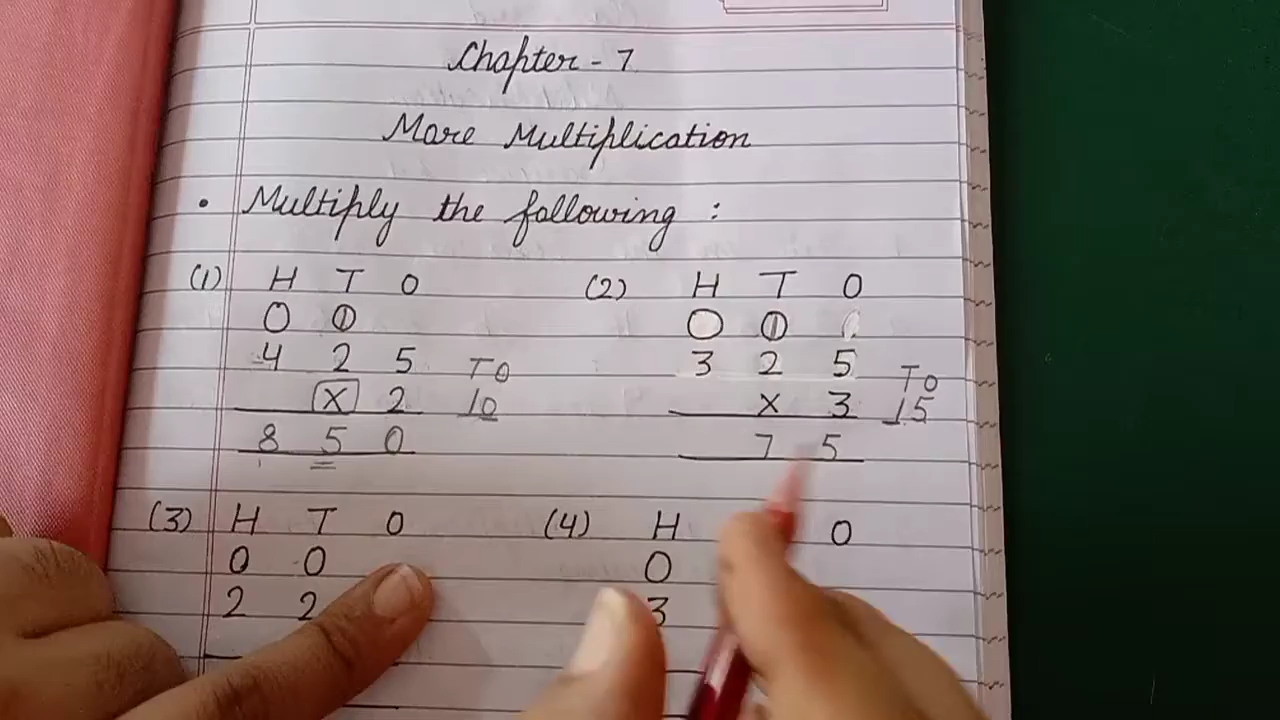 Chapter - 7
More Multiplication
• Multiply the following :
(1) H T O
0 1
4 2 5 TO
x 2 10
8 5 0
(2) H T O
0 1
3 2 5 TO
x 3 15
7 5
(3) H T O
0 0
2 2
(4) H O
0
3